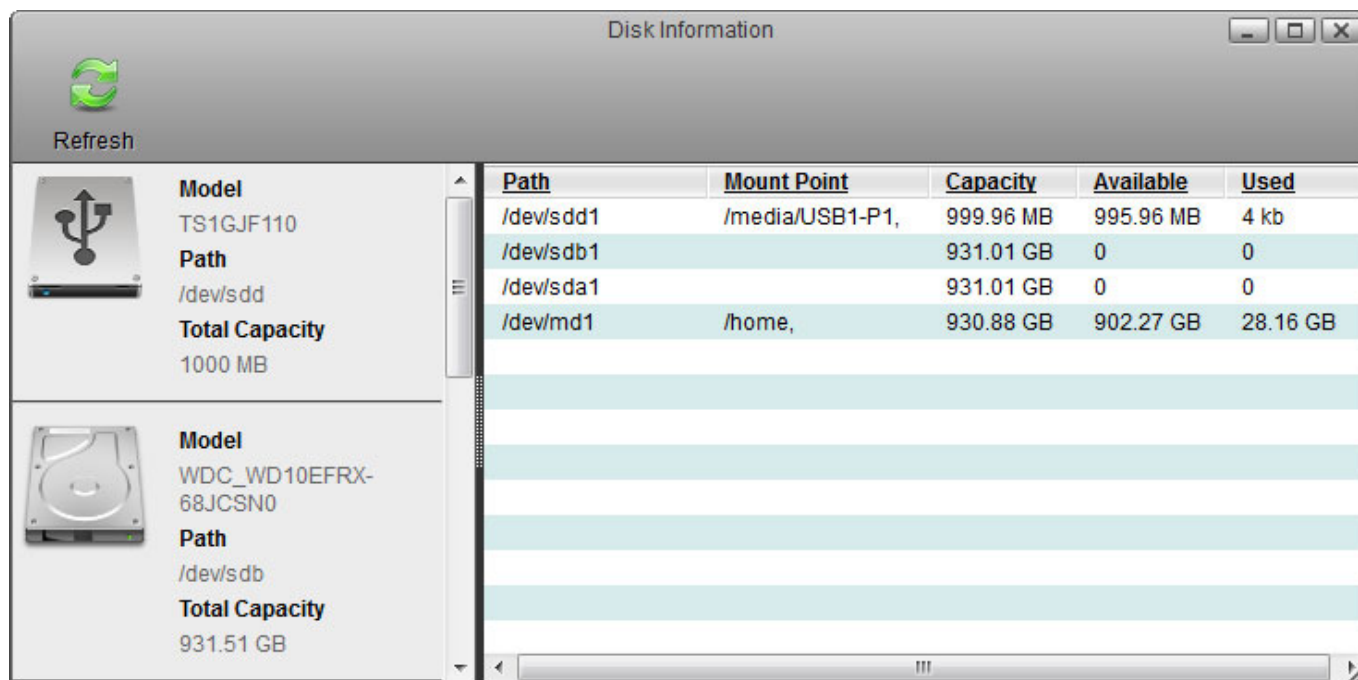 Disk Information
Refresh
Model
TS1GJF110
Path
/dev/sdd
Total Capacity
1000 MB
Model
WDC_WD10EFRX-
68JCSN0
Path
/dev/sdb
Total Capacity
931.51 GB
Path Mount Point Capacity Available Used
/dev/sdd1 /media/USB1-P1, 999.96 MB 995.96 MB 4 kb
/dev/sdb1 931.01 GB 0 0
/dev/sda1 931.01 GB 0 0
/dev/md1 /home, 930.88 GB 902.27 GB 28.16 GB